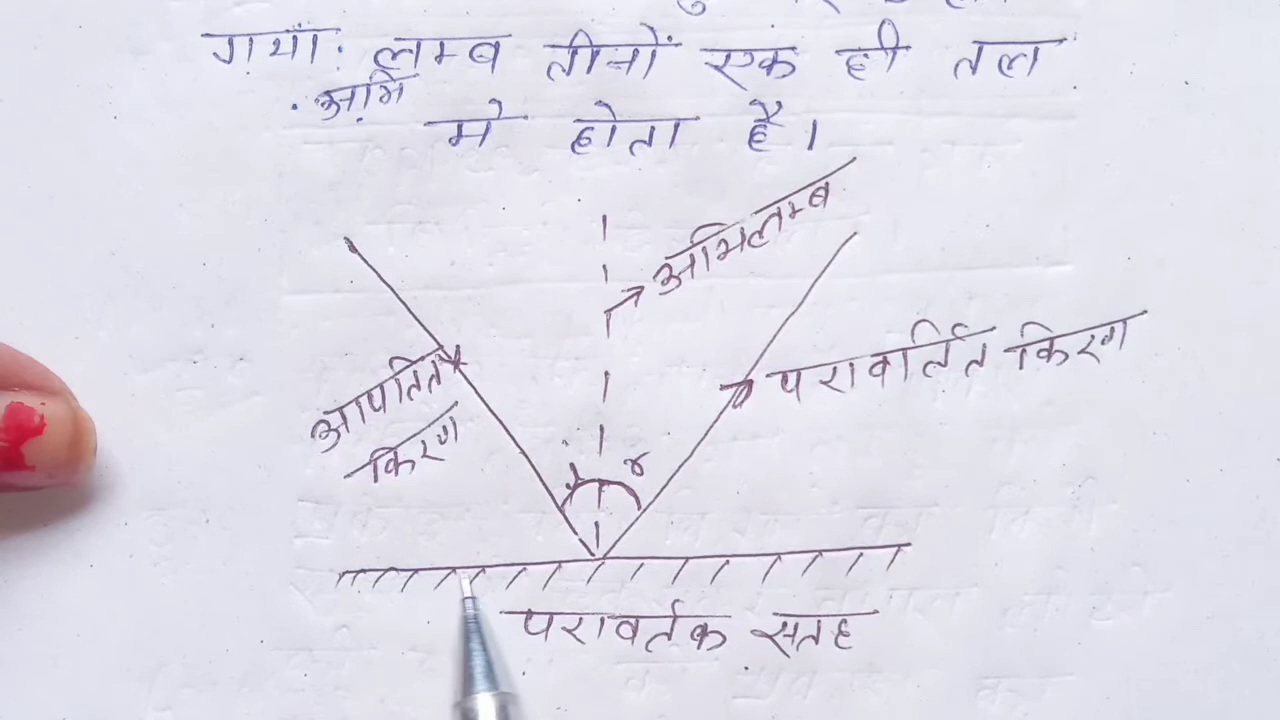 गया लम्ब तीनों एक ही तल
अभि
मे होता है।
अभिलम्ब
आपतित
किरण
परावर्तित किरण
i r
परावर्तक सतह